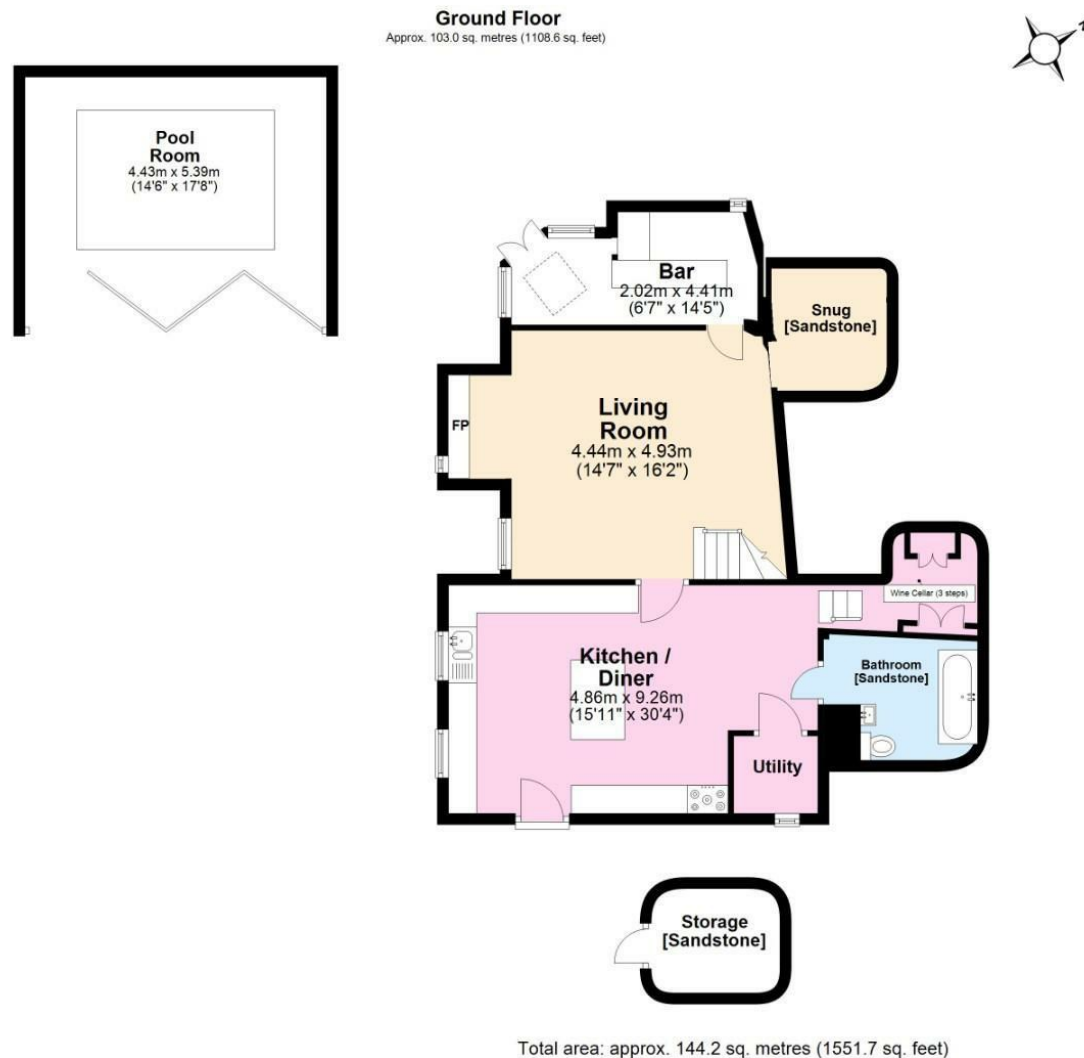 Ground Floor
Approx. 103.0 sq. metres (1108.6 sq. feet)
Pool
Room
4.43m x 5.39m
(14'6" x 17'8")
Bar
2.02m x 4.41m
(6'7" x 14'5")
Snug
[Sandstone]
FP
Living
Room
4.44m x 4.93m
(14'7" x 16'2")
Wine Cellar (3 steps)
Kitchen /
Diner
4.86m x 9.26m
(15'11" x 30'4")
Bathroom
[Sandstone]
Utility
Storage
[Sandstone]
Total area: approx. 144.2 sq. metres (1551.7 sq. feet)